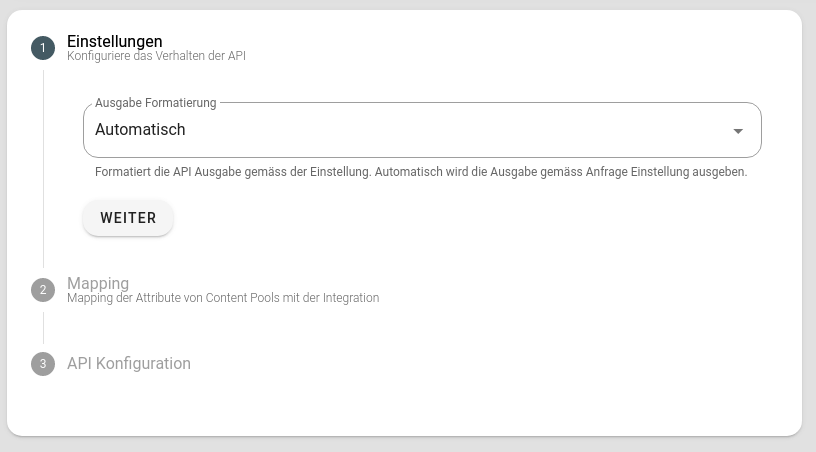 1
Einstellungen
Konfiguriere das Verhalten der API
Ausgabe Formatierung
Automatisch
Formatiert die API Ausgabe gemäss der Einstellung. Automatisch wird die Ausgabe gemäss Anfrage Einstellung ausgeben.
WEITER
2
Mapping
Mapping der Attribute von Content Pools mit der Integration
3
API Konfiguration